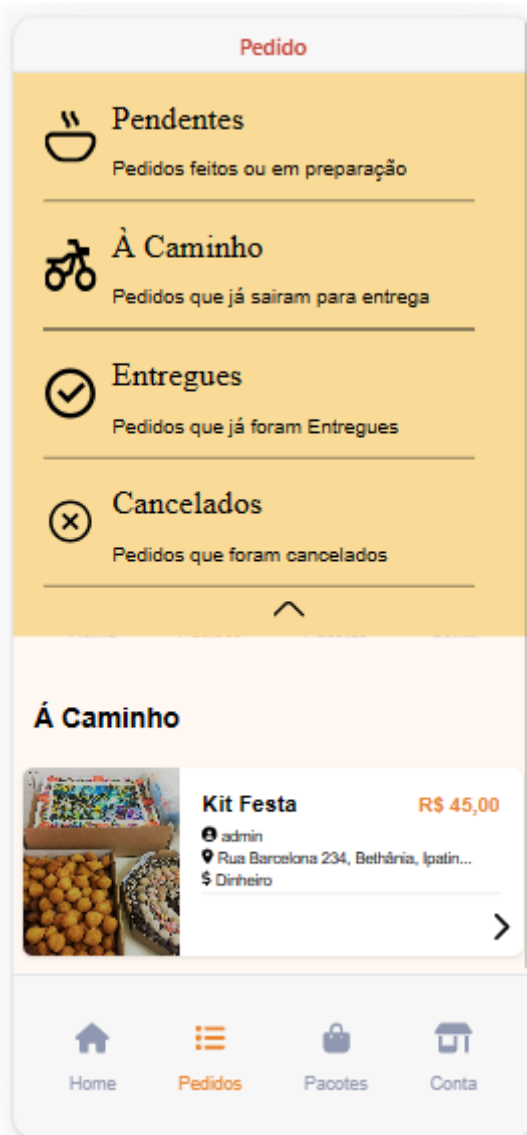 Pedido
Pendentes
Pedidos feitos ou em preparação
À Caminho
Pedidos que já sairam para entrega
Entregues
Pedidos que já foram Entregues
Cancelados
Pedidos que foram cancelados
Á Caminho
Kit Festa
R$ 45,00
admin
Rua Barcelona 234, Bethânia, Ipatin...
$ Dinheiro
Home Pedidos Pacotes Conta